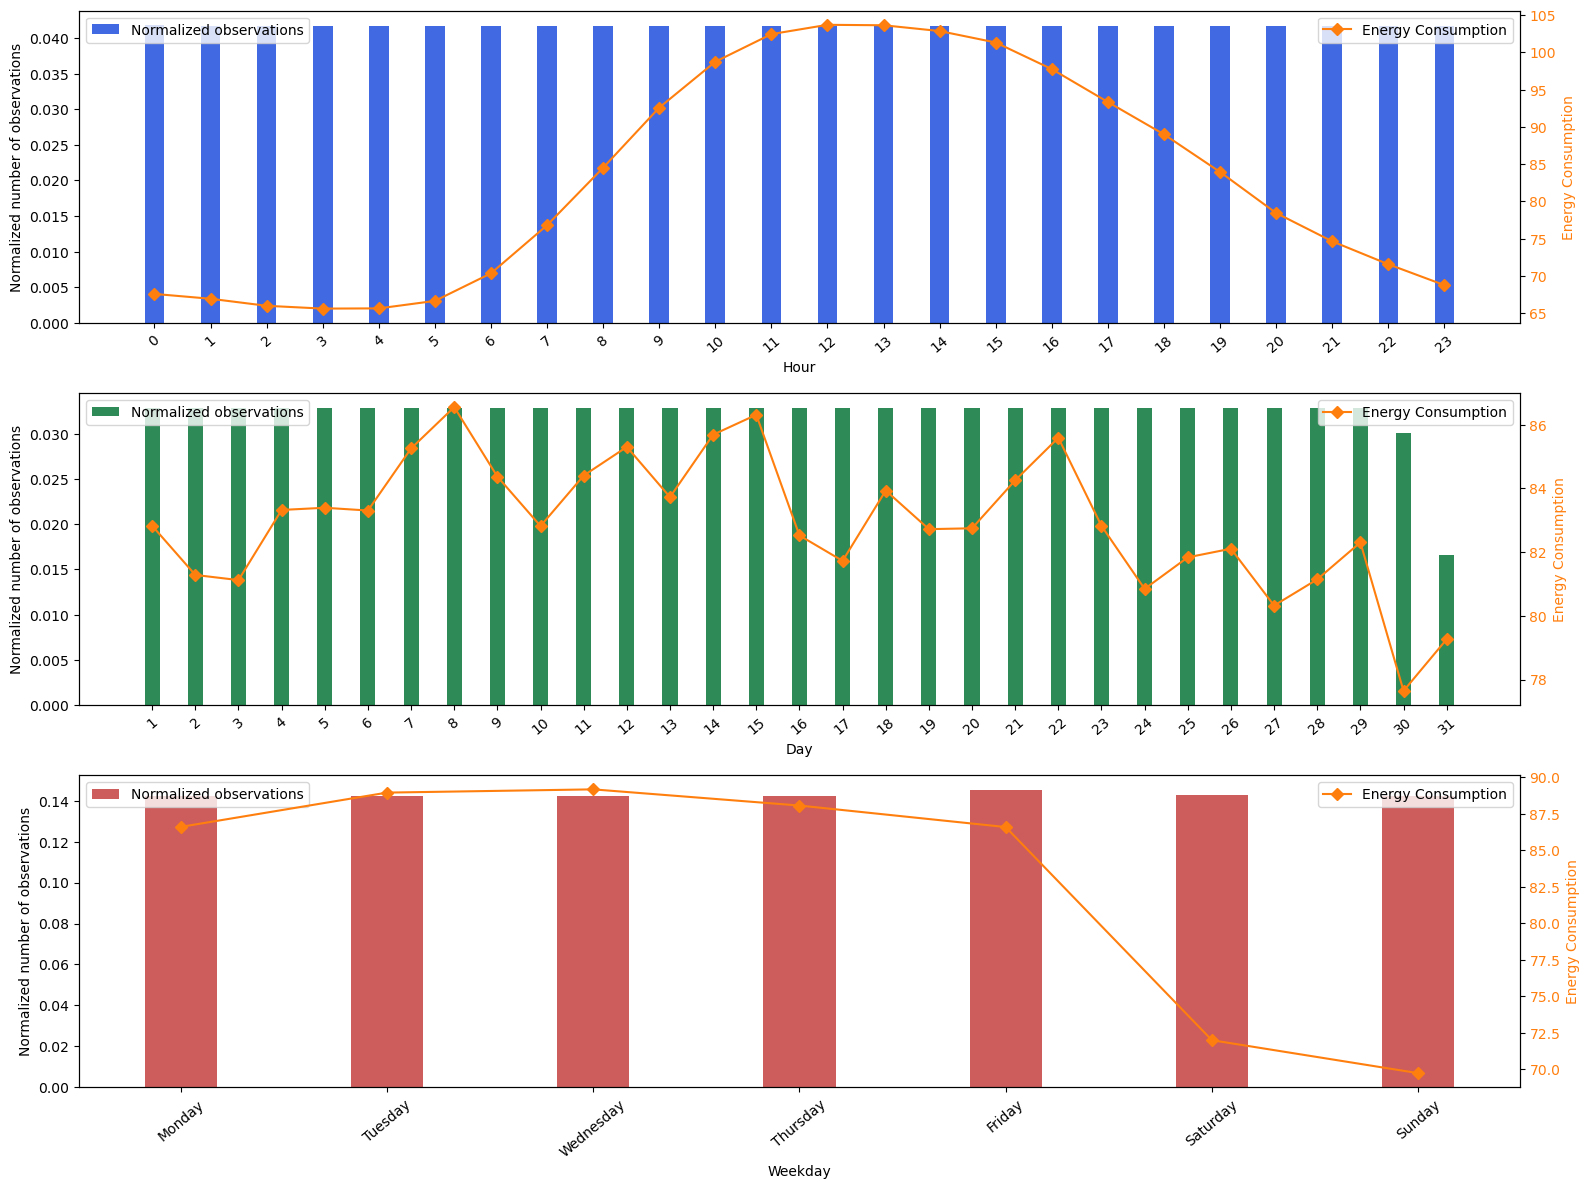 Normalized observations
Energy Consumption
Normalized number of observations
0.040
0.035
0.030
0.025
0.020
0.015
0.010
0.005
0.000
105
100
95
90
85
80
75
70
65
Energy Consumption
0 1 2 3 4 5 6 7 8 9 10 11 12 13 14 15 16 17 18 19 20 21 22 23
Hour
Normalized observations
Energy Consumption
Normalized number of observations
0.030
0.025
0.020
0.015
0.010
0.005
0.000
86
84
82
80
78
Energy Consumption
1 2 3 4 5 6 7 8 9 10 11 12 13 14 15 16 17 18 19 20 21 22 23 24 25 26 27 28 29 30 31
Day
Normalized observations
Energy Consumption
Normalized number of observations
0.14
0.12
0.10
0.08
0.06
0.04
0.02
0.00
90.0
87.5
85.0
82.5
80.0
77.5
75.0
72.5
70.0
Energy Consumption
Monday Tuesday Wednesday Thursday Friday Saturday Sunday
Weekday